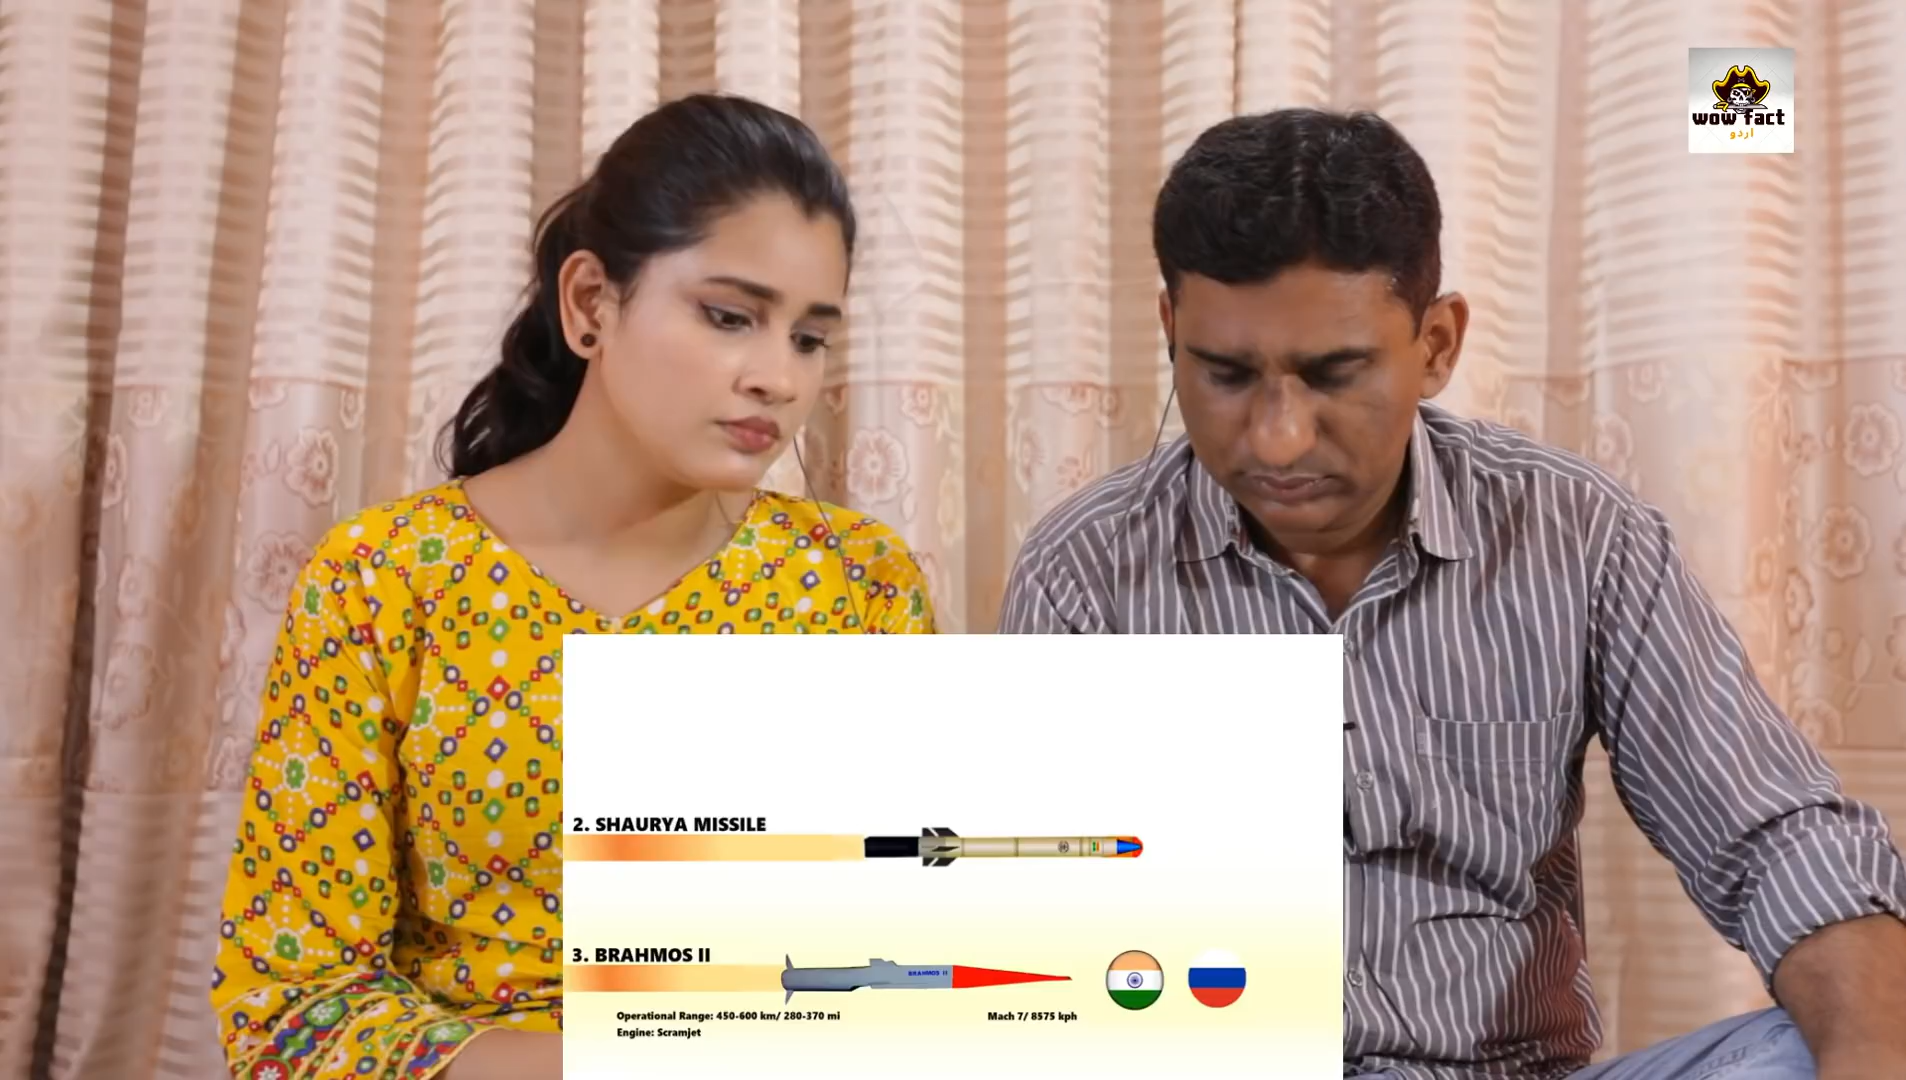 wow fact
اردو
2. SHAURYA MISSILE
3. BRAHMOS II
BRAHMOS II
Operational Range: 450-600 km/ 280-370 mi
Mach 7/ 8575 kph
Engine: Scramjet